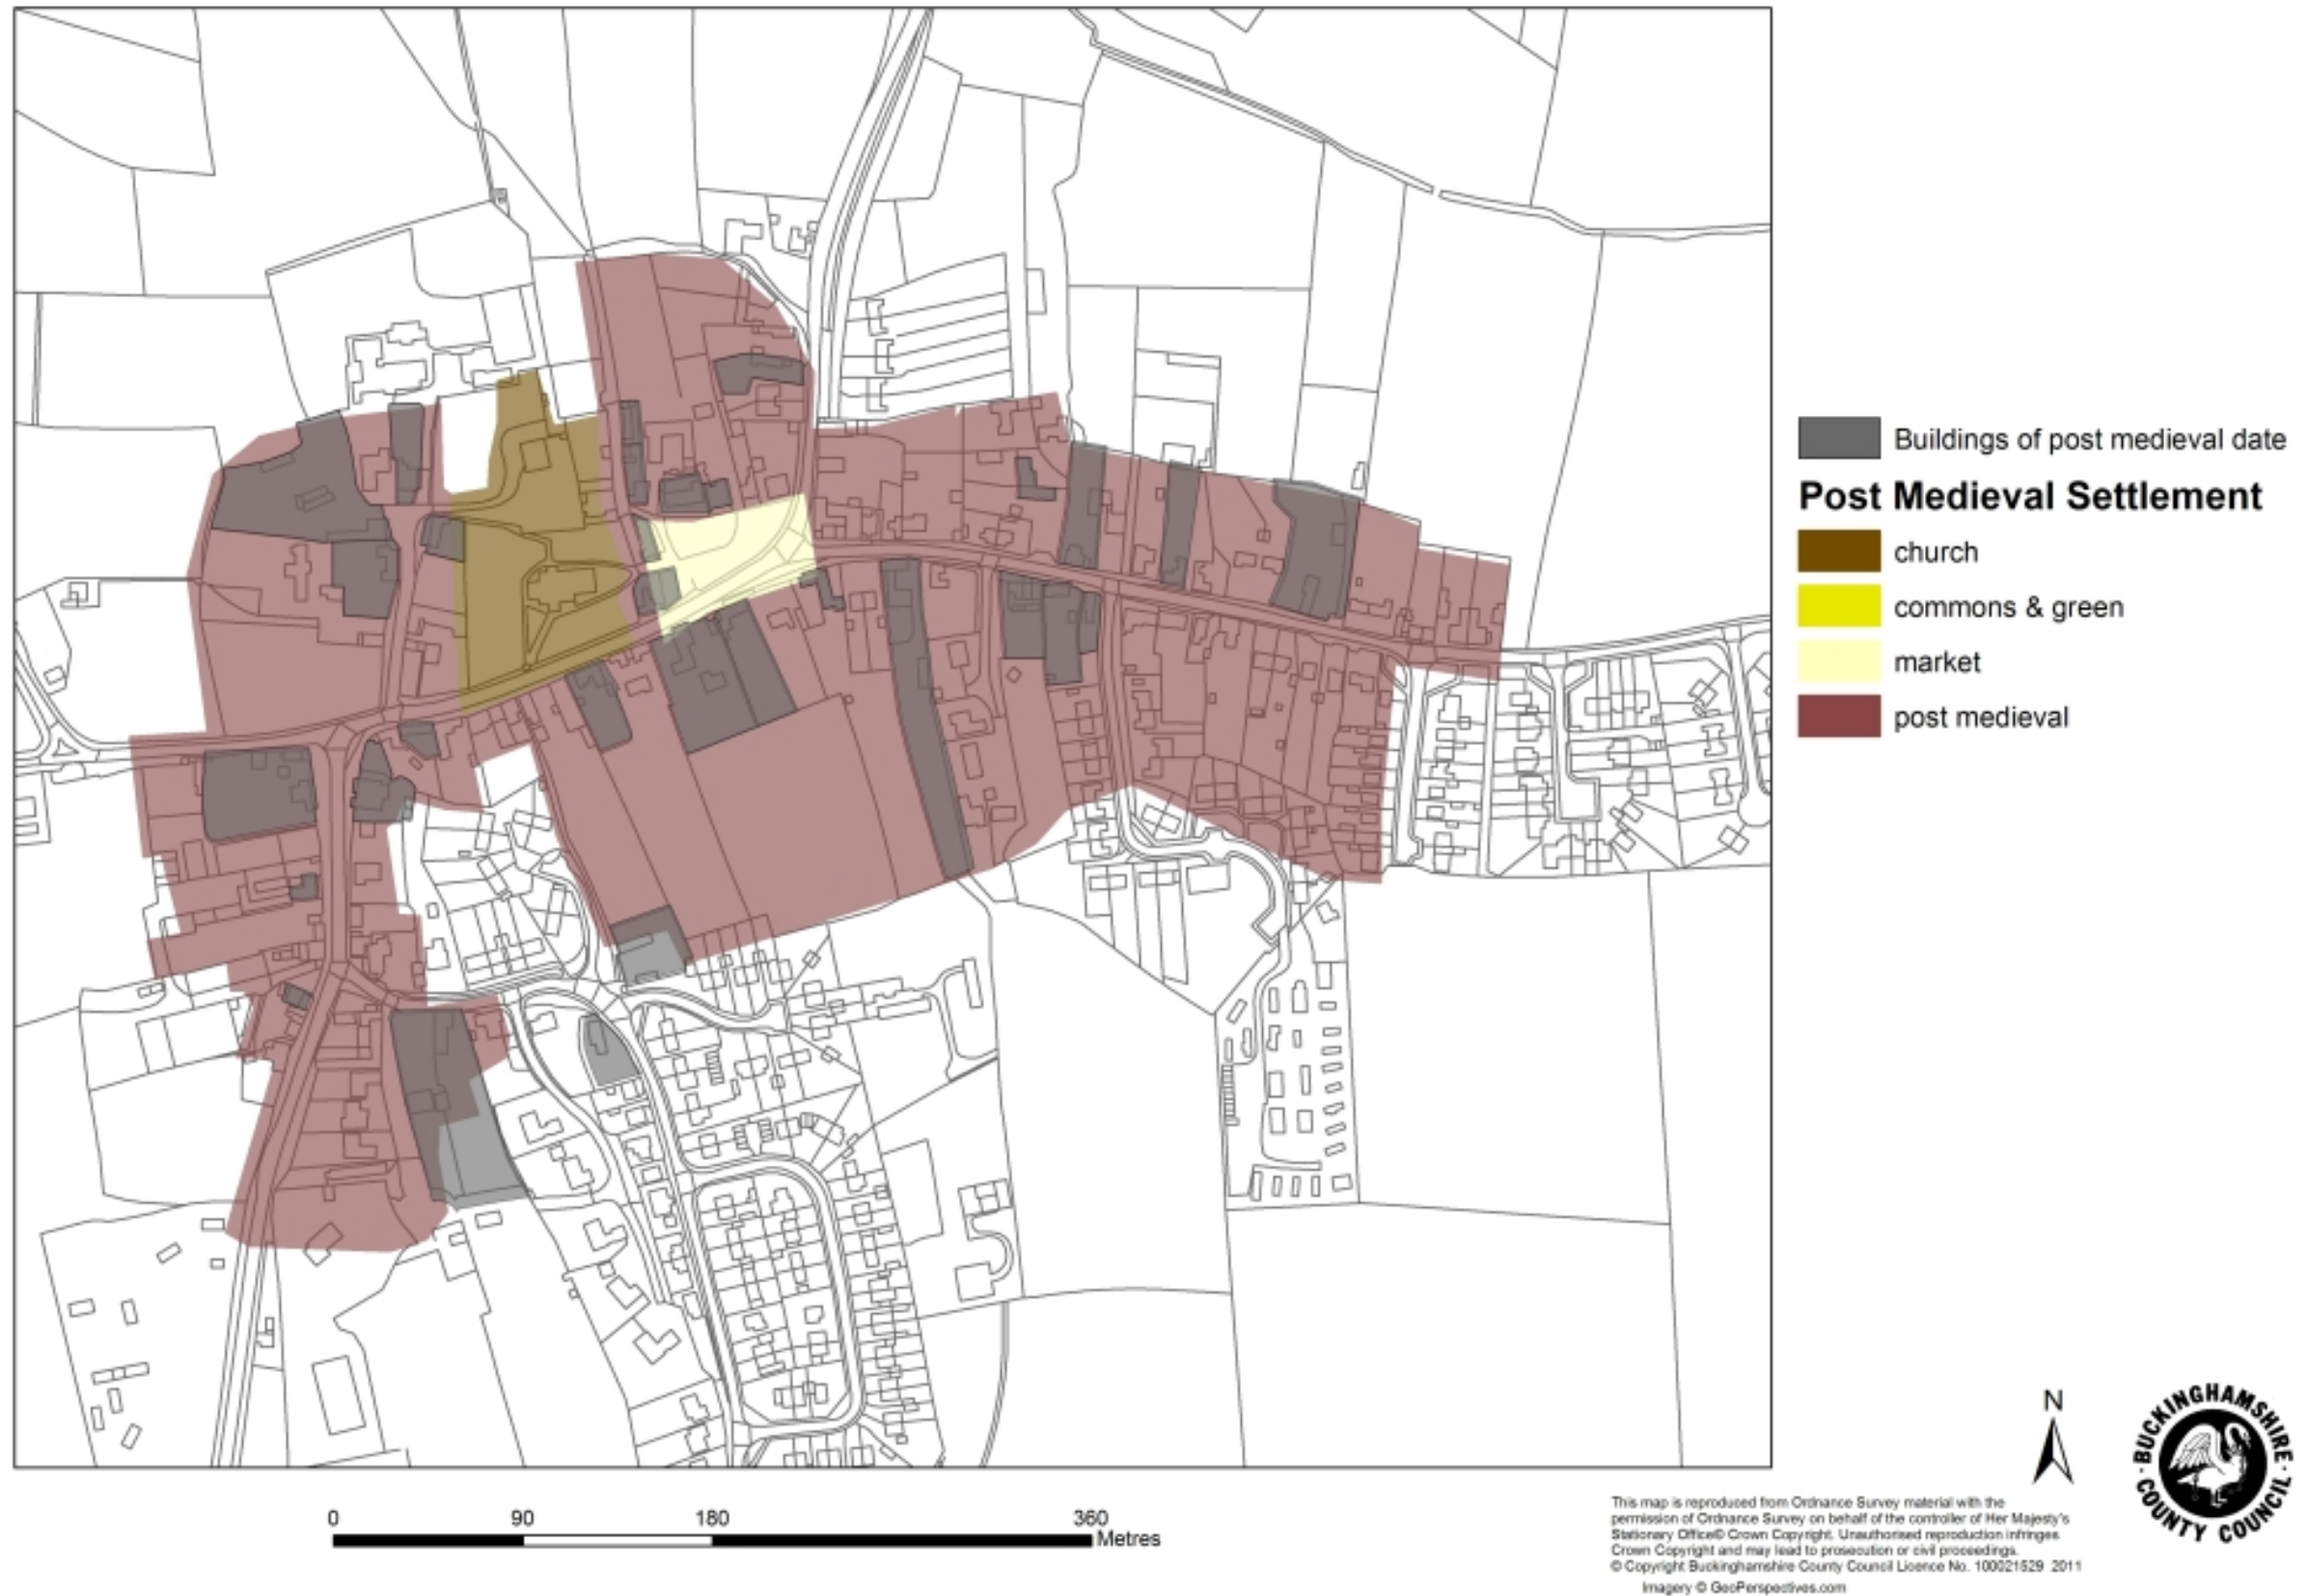 Buildings of post medieval date
Post Medieval Settlement
church
commons & green
market
post medieval
N
BUCKINGHAMSHIRE
COUNTY COUNCIL
0 90 180 360
Metres
This map is reproduced from Ordnance Survey material with the
permission of Ordnance Survey on behalf of the controller of Her Majesty's
Stationary Office© Crown Copyright. Unauthorised reproduction infringes
Crown Copyright and may lead to prosecution or civil proceedings.
© Copyright Buckinghamshire County Council Licence No. 100021529 2011
Imagery © GeoPerspectives.com